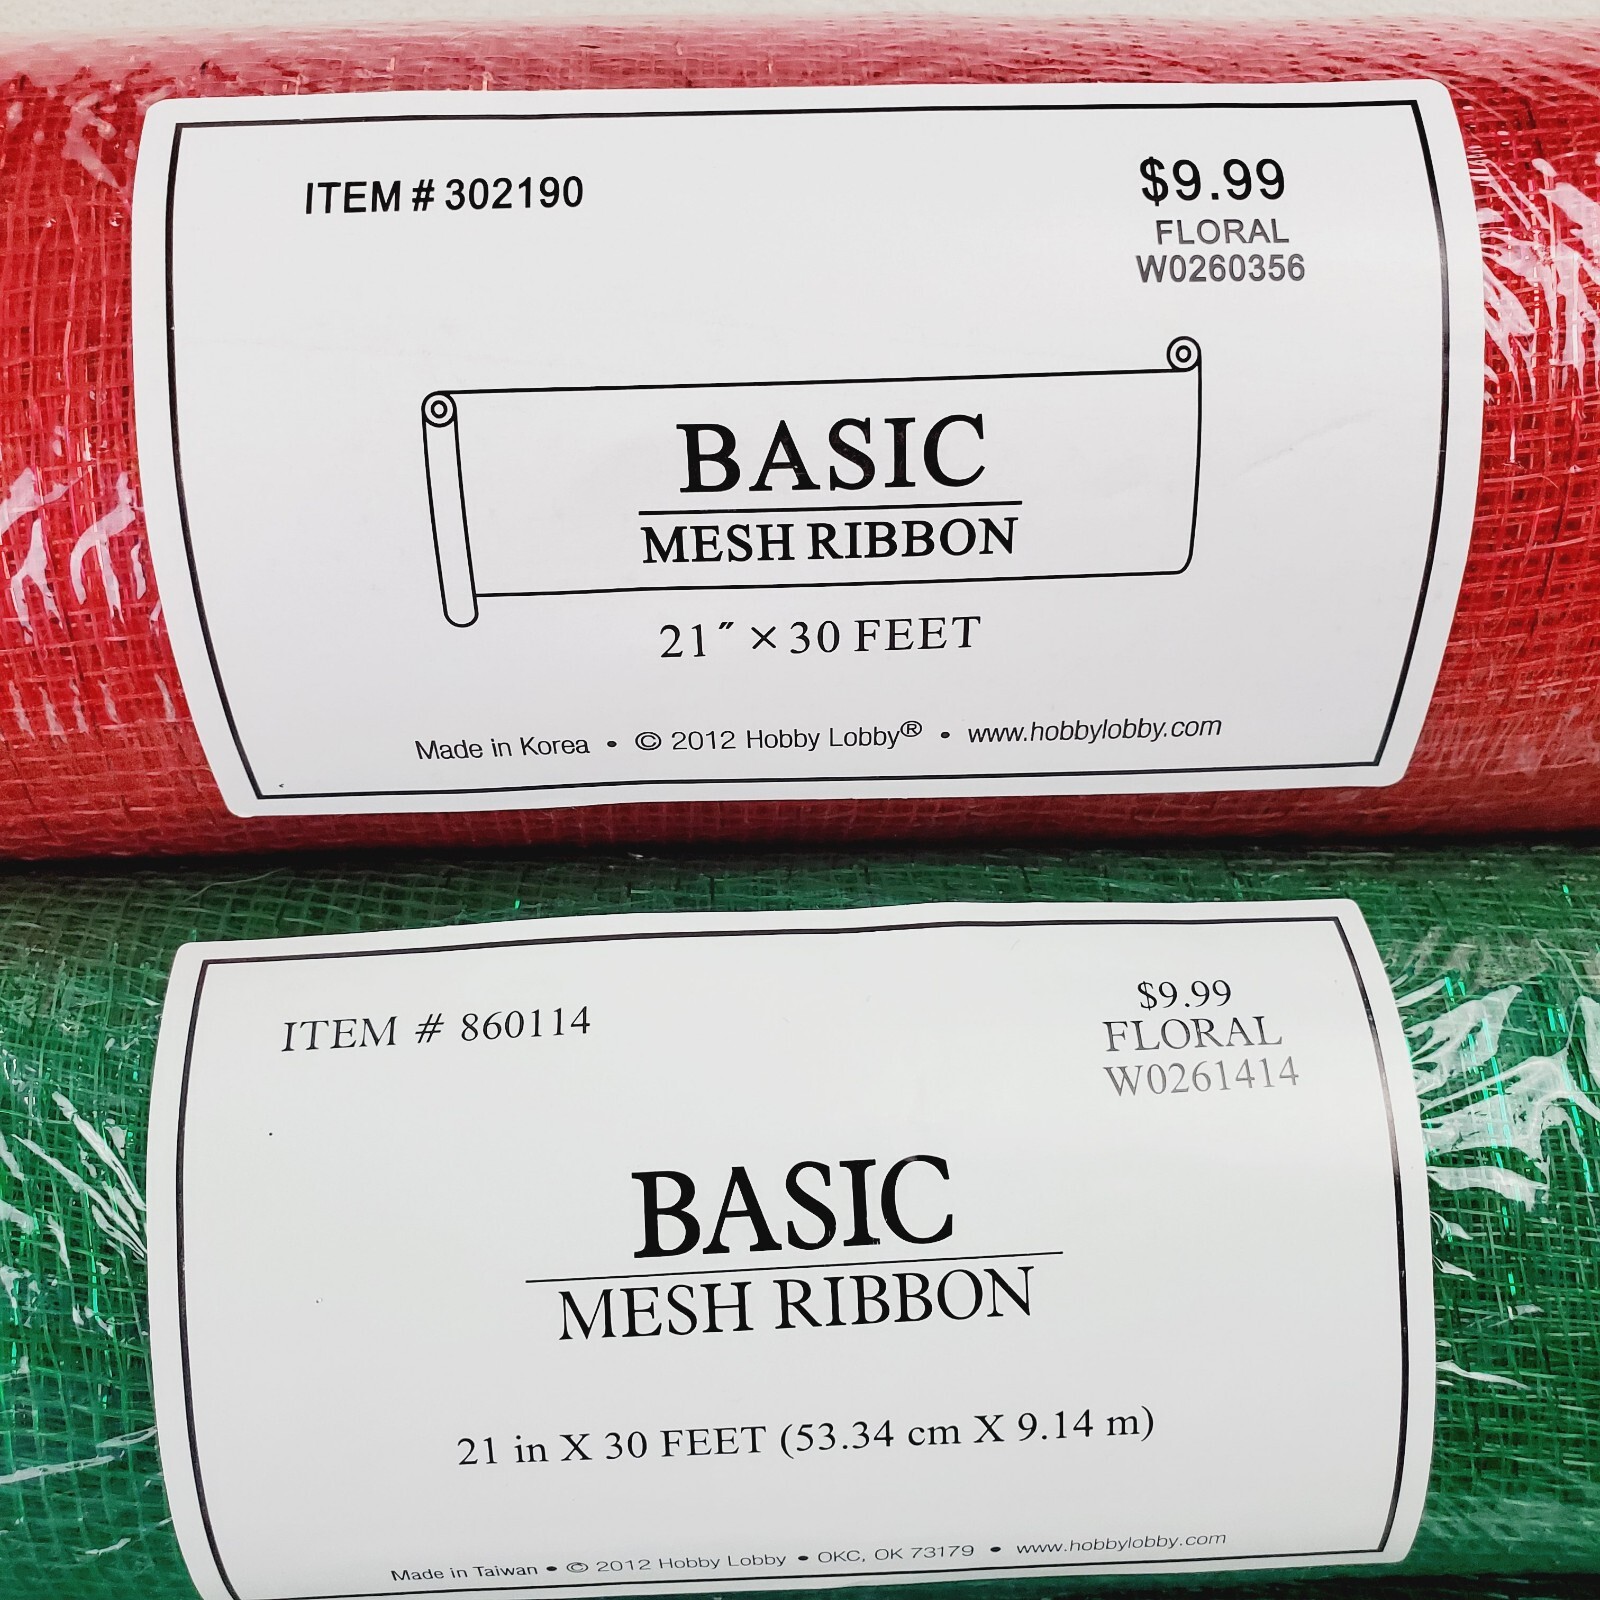 ITEM # 302190
$9.99
FLORAL
W0260356
BASIC
MESH RIBBON
21″ × 30 FEET
Made in Korea • © 2012 Hobby Lobby® • www.hobbylobby.com
ITEM # 860114
$9.99
FLORAL
W0261414
BASIC
MESH RIBBON
21 in X 30 FEET (53.34 cm X 9.14 m)
Made in Taiwan • © 2012 Hobby Lobby • OKC, OK 73179 • www.hobbylobby.com